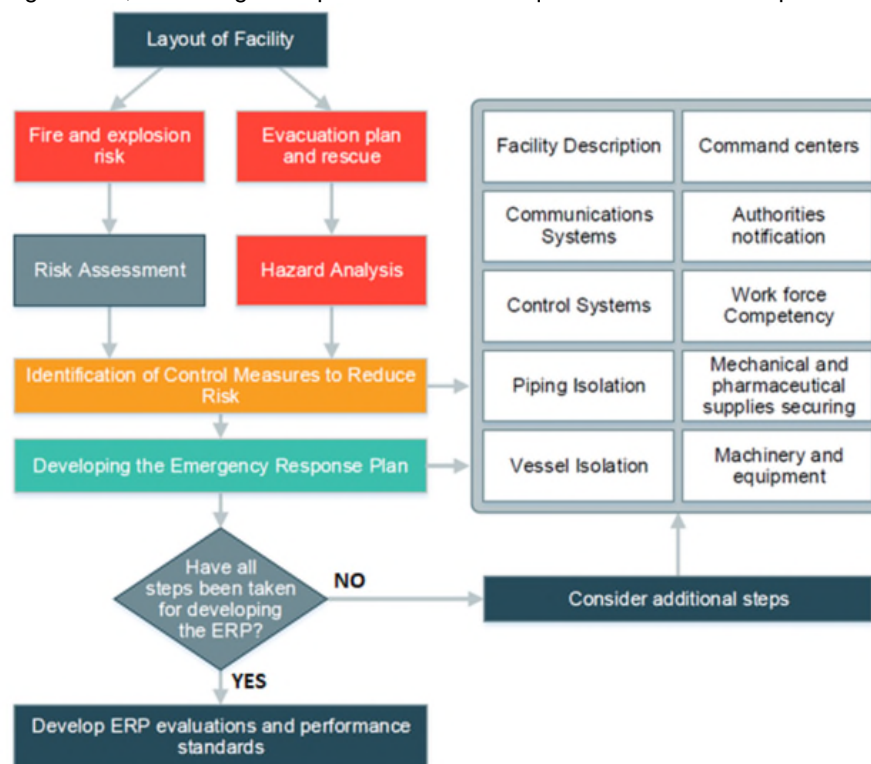 Layout of Facility
Fire and explosion
risk
Evacuation plan
and rescue
Risk Assessment
Hazard Analysis
Identification of Control Measures to Reduce
Risk
Developing the Emergency Response Plan
Have all
steps been taken
for developing
the ERP?
NO
YES
Consider additional steps
Develop ERP evaluations and performance
standards
Facility Description
Command centers
Communications
Systems
Authorities
notification
Control Systems
Work force
Competency
Piping Isolation
Mechanical and
pharmaceutical
supplies securing
Vessel Isolation
Machinery and
equipment